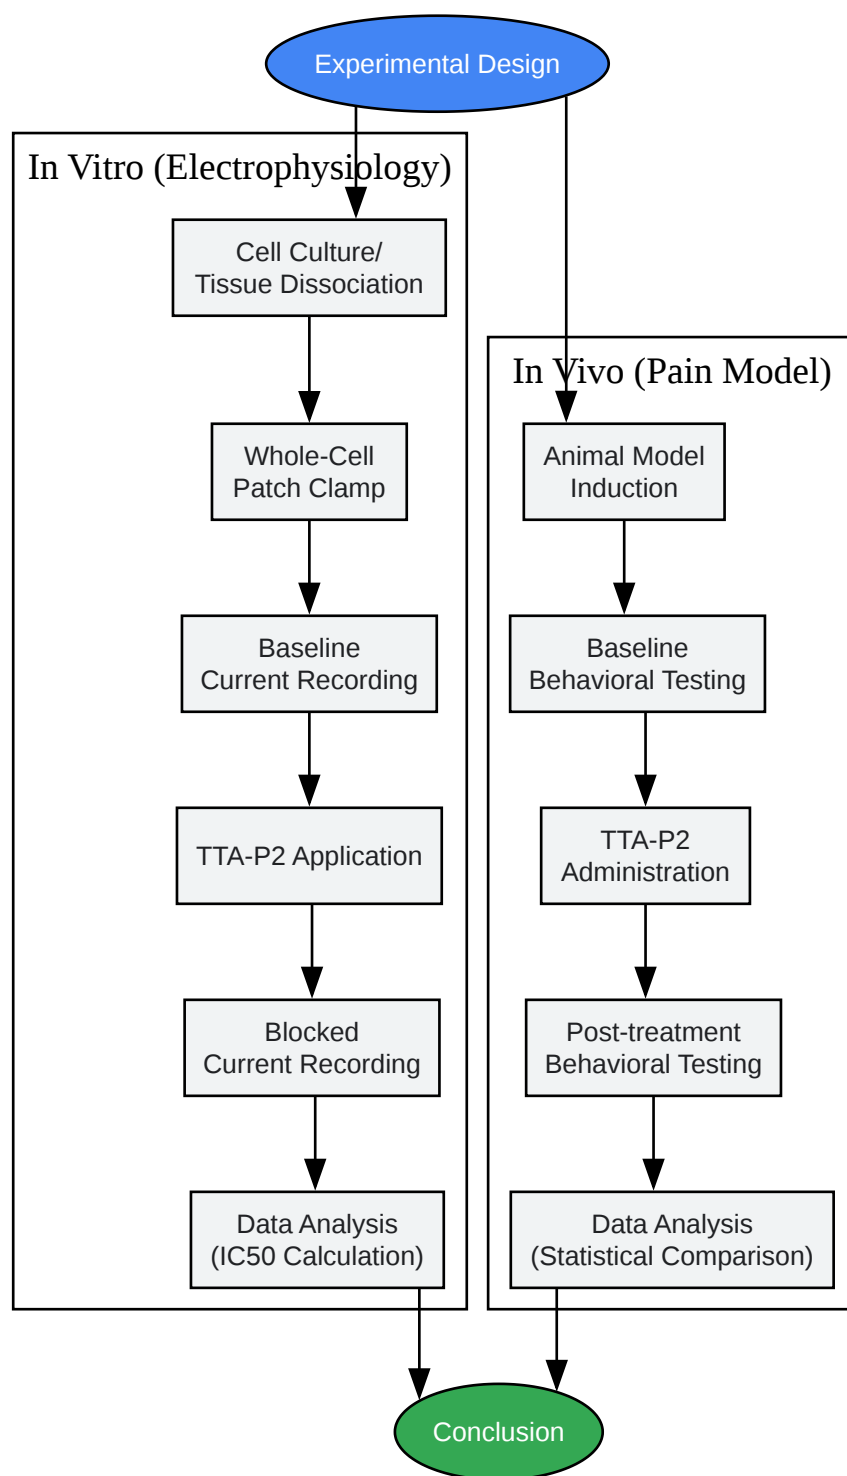 Experimental Design
In Vitro (Electrophysiology)
Cell Culture/
Tissue Dissociation
Whole-Cell
Patch Clamp
Baseline
Current Recording
TTA-P2 Application
Blocked
Current Recording
Data Analysis
(IC50 Calculation)
In Vivo (Pain Model)
Animal Model
Induction
Baseline
Behavioral Testing
TTA-P2
Administration
Post-treatment
Behavioral Testing
Data Analysis
(Statistical Comparison)
Conclusion